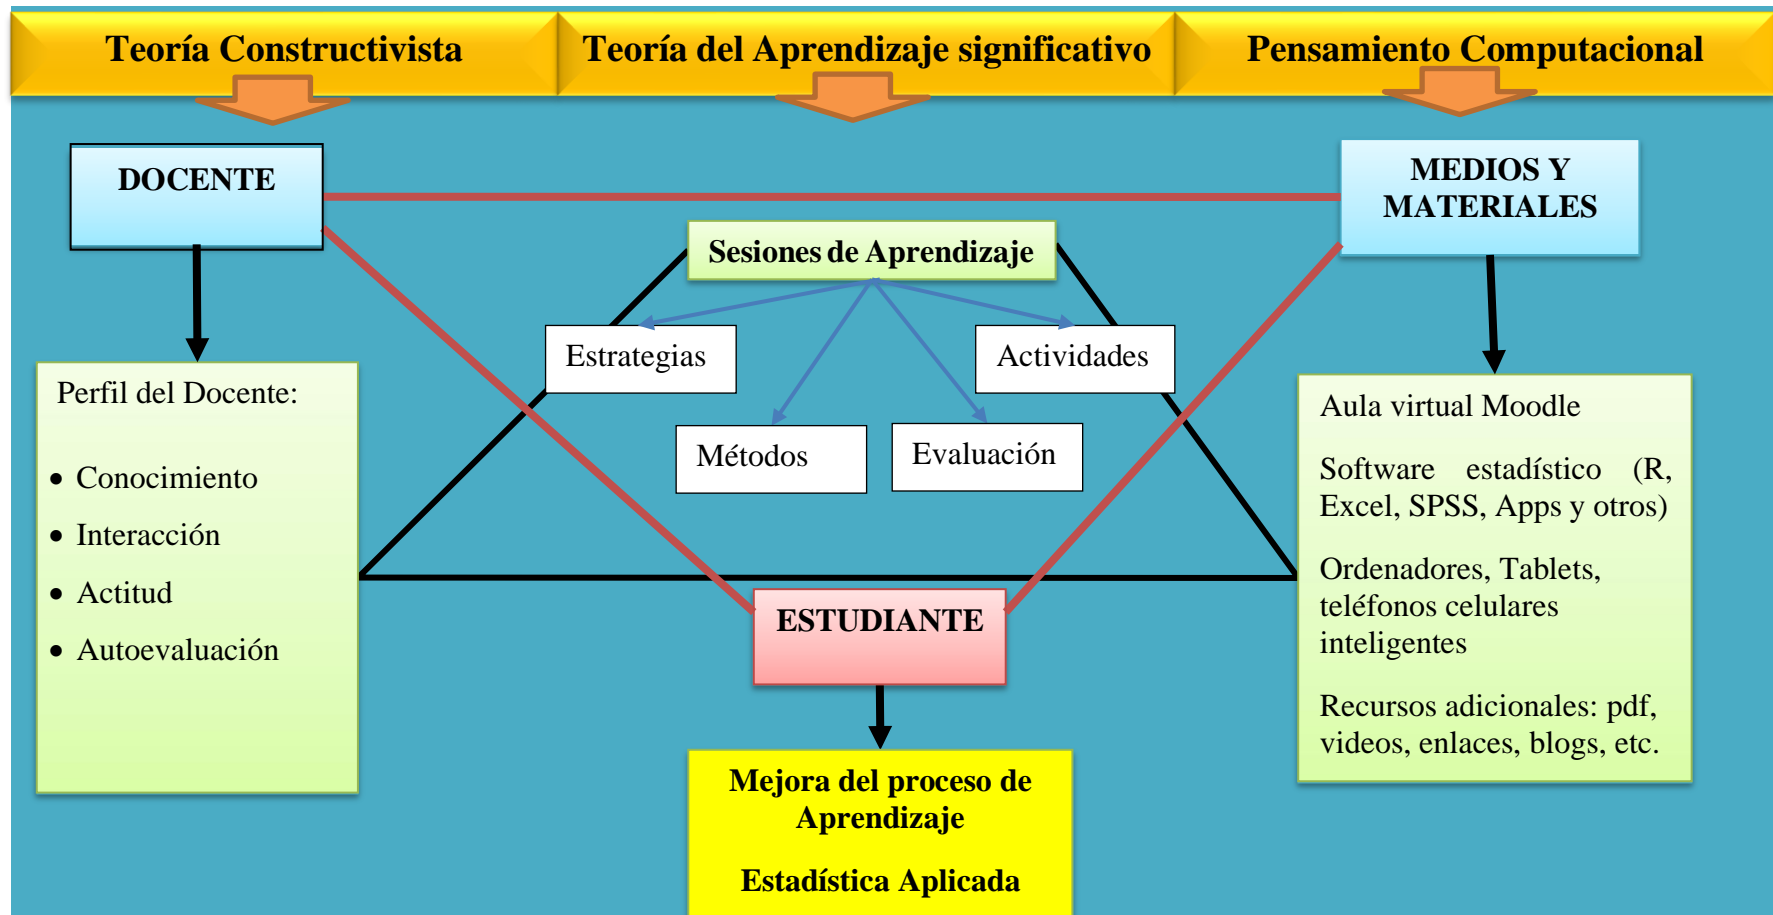 Teoría Constructivista
Teoría del Aprendizaje significativo
Pensamiento Computacional
DOCENTE
MEDIOS Y
MATERIALES
Sesiones de Aprendizaje
Estrategias
Actividades
Métodos
Evaluación
Perfil del Docente:
• Conocimiento
• Interacción
• Actitud
• Autoevaluación
Aula virtual Moodle
Software estadístico (R,
Excel, SPSS, Apps y otros)
Ordenadores, Tablets,
teléfonos celulares
inteligentes
Recursos adicionales: pdf,
videos, enlaces, blogs, etc.
ESTUDIANTE
Mejora del proceso de
Aprendizaje
Estadística Aplicada